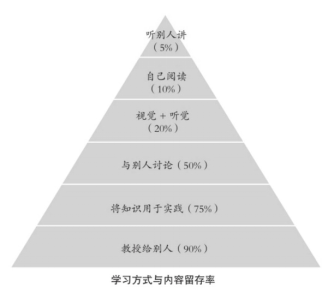 听别人讲
（5%）
自己阅读
（10%）
视觉 + 听觉
（20%）
与别人讨论（50%）
将知识用于实践（75%）
教授给别人（90%）
学习方式与内容留存率